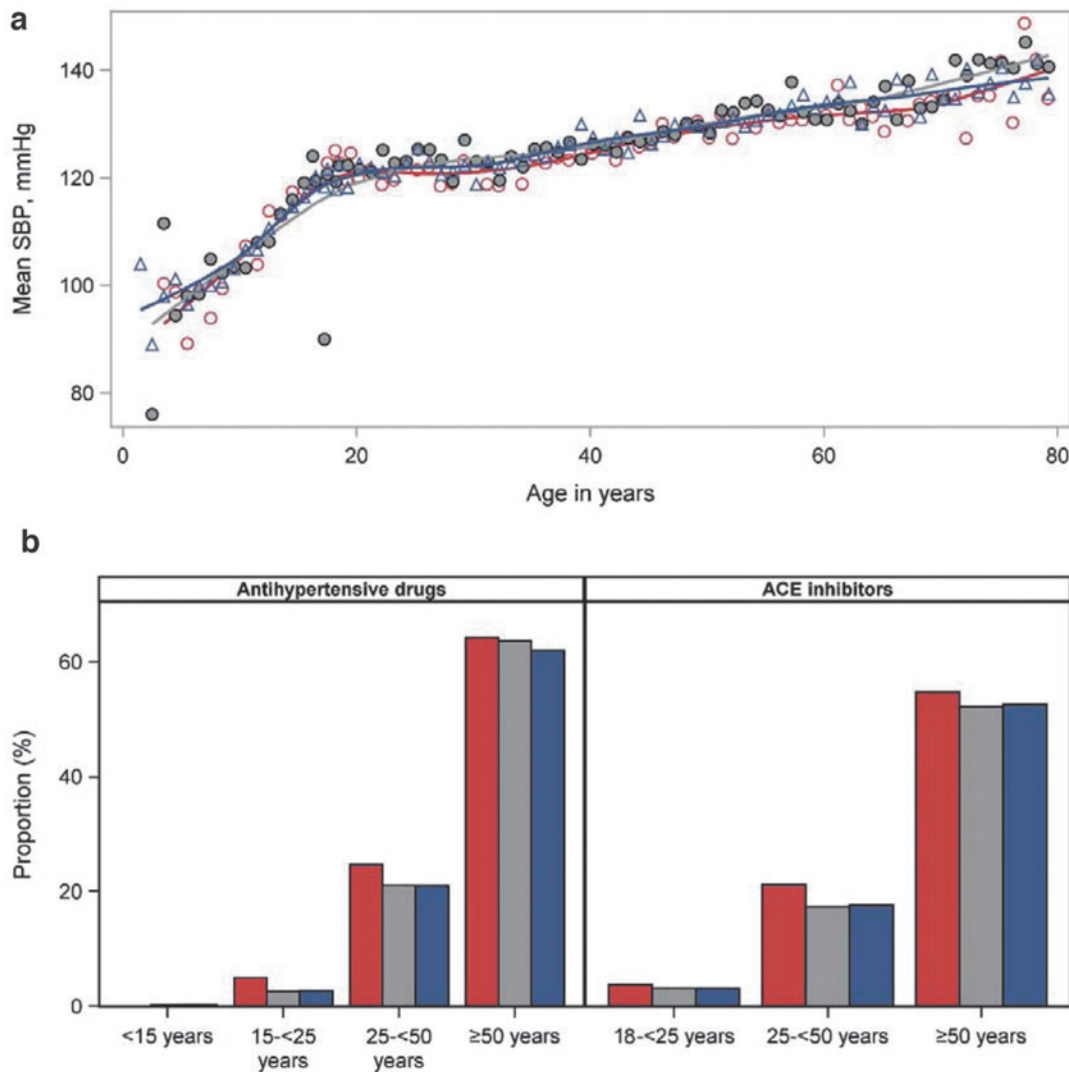 a
140
120
100
80
Mean SBP, mmHg
0 20 40 60 80
Age in years
b
Antihypertensive drugs ACE inhibitors
60
40
20
0
Proportion (%)
<15 years 15-<25 years 25-<50 years ≥50 years 18-<25 years 25-<50 years ≥50 years